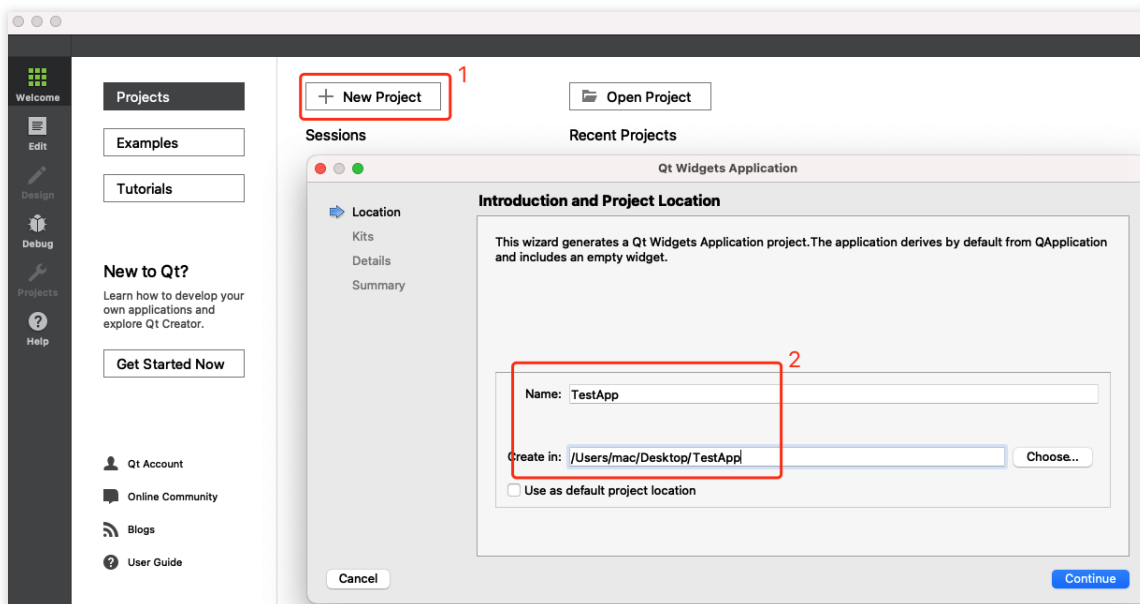 Welcome
Edit
Design
Debug
Projects
Help
Projects
Examples
Tutorials
New to Qt?
Learn how to develop your
own applications and
explore Qt Creator.
Get Started Now
Qt Account
Online Community
Blogs
? User Guide
+ New Project
1
Open Project
Sessions
Recent Projects
Qt Widgets Application
Location
Kits
Details
Summary
Introduction and Project Location
This wizard generates a Qt Widgets Application project.The application derives by default from QApplication
and includes an empty widget.
2
Name: TestApp
Create in: /Users/mac/Desktop/TestApp
Choose...
Use as default project location
Cancel
Continue